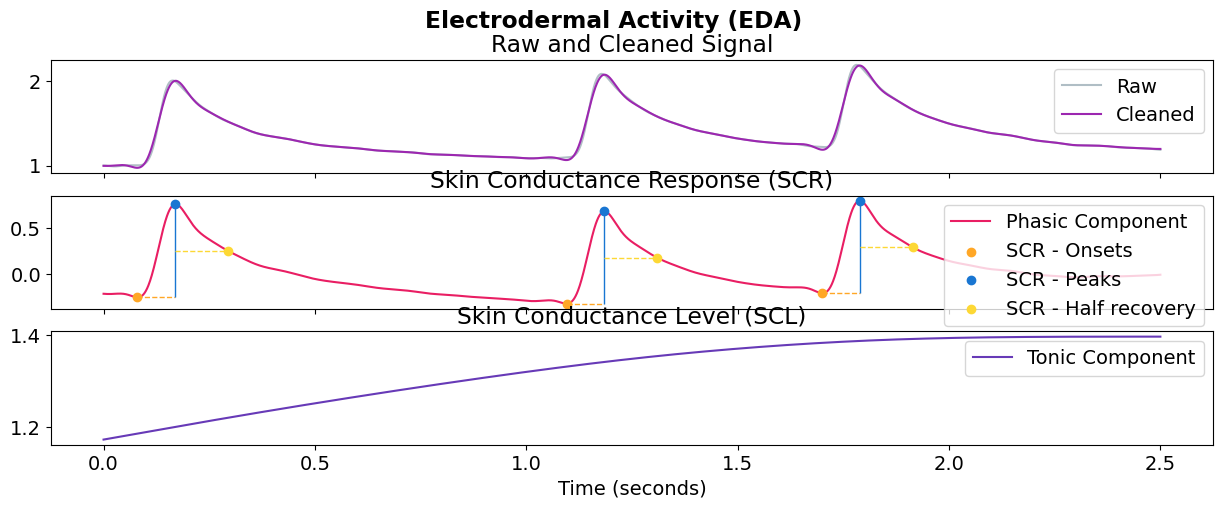 Electrodermal Activity (EDA)
Raw and Cleaned Signal
2
1
Raw
Cleaned
Skin Conductance Response (SCR)
0.5
0.0
Phasic Component
SCR - Onsets
SCR - Peaks
SCR - Half recovery
Skin Conductance Level (SCL)
1.4
1.2
Tonic Component
0.0 0.5 1.0 1.5 2.0 2.5
Time (seconds)